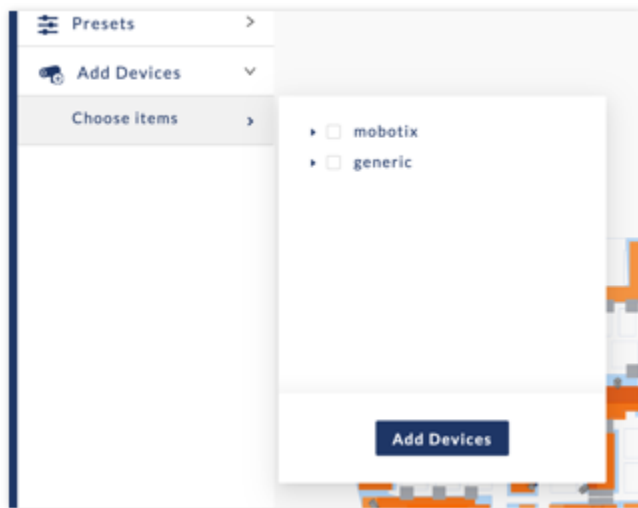 Presets
Add Devices
Choose items
mobotix
generic
Add Devices